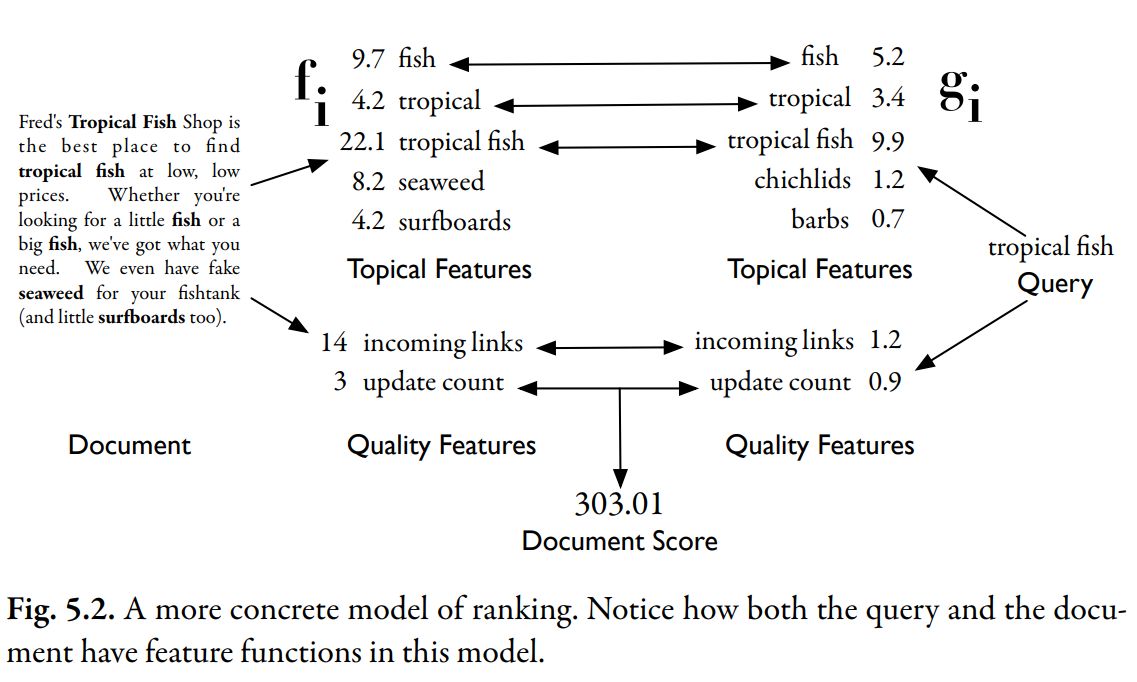 fi
9.7 fish
4.2 tropical
22.1 tropical fish
8.2 seaweed
4.2 surfboards
Topical Features
fish 5.2
tropical 3.4
tropical fish 9.9
chichlids 1.2
barbs 0.7
Topical Features
gi
Fred's Tropical Fish Shop is
the best place to find
tropical fish at low, low
prices. Whether you're
looking for a little fish or a
big fish, we've got what you
need. We even have fake
seaweed for your fishtank
(and little surfboards too).
tropical fish
Query
14 incoming links
3 update count
Quality Features
incoming links 1.2
update count 0.9
Quality Features
Document
303.01
Document Score
Fig. 5.2. A more concrete model of ranking. Notice how both the query and the docu-
ment have feature functions in this model.